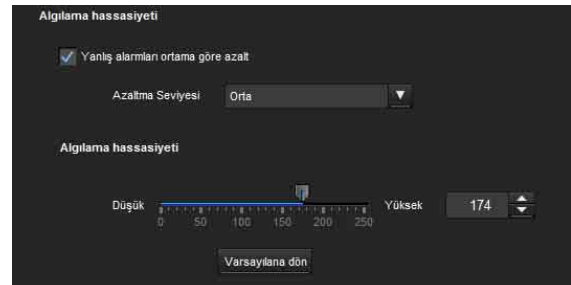 Algılama hassasiyeti
Yanlış alarmları ortama göre azalt
Azaltma Seviyesi Orta
Algılama hassasiyeti
Düşük Yüksek 174
0 50 100 150 200 250
Varsayılana dön